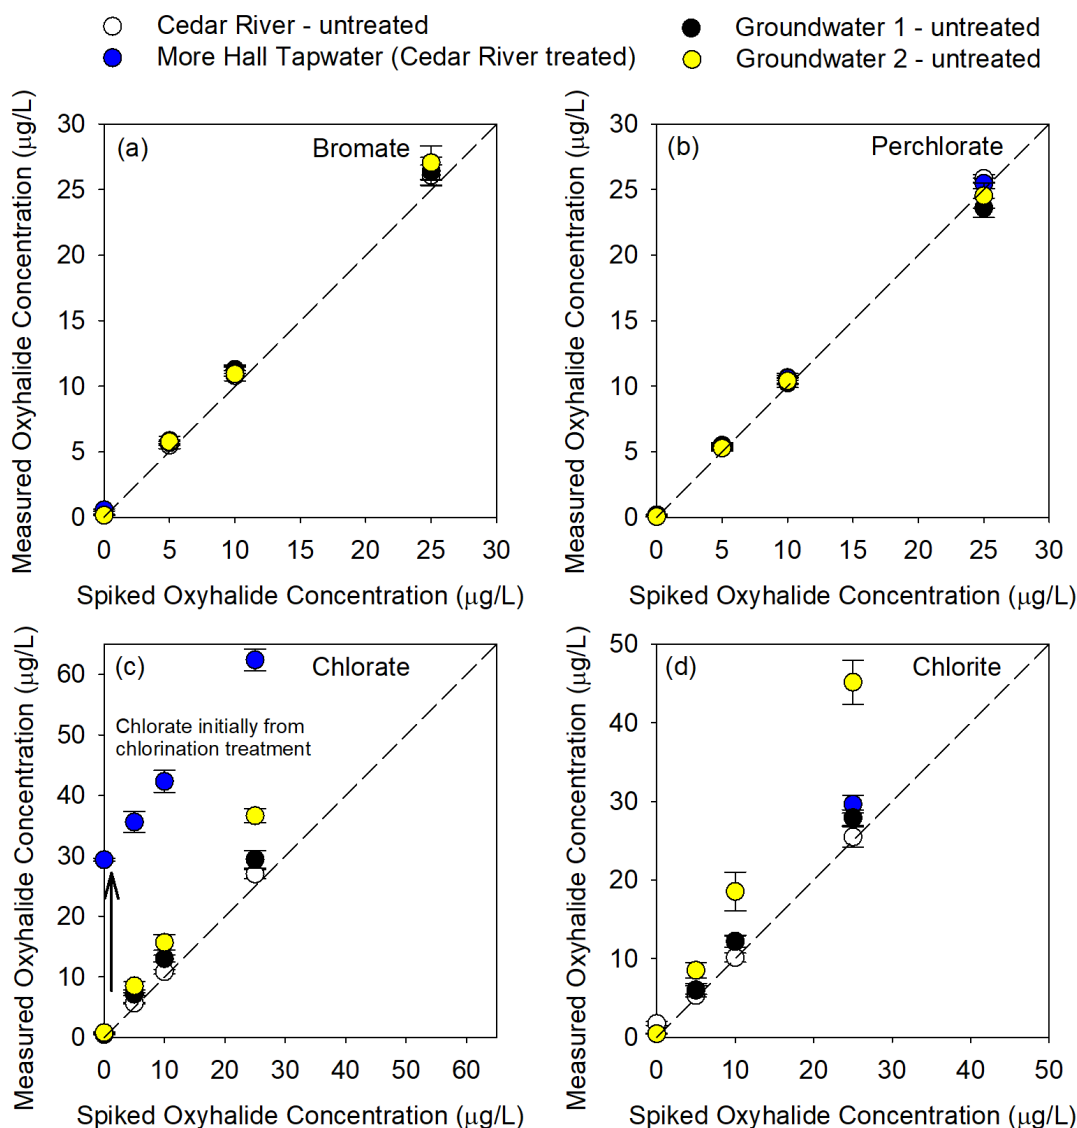 Cedar River - untreated
More Hall Tapwater (Cedar River treated)
Groundwater 1 - untreated
Groundwater 2 - untreated
(a)
Bromate
Measured Oxyhalide Concentration (μg/L)
30
25
20
15
10
5
0
0 5 10 15 20 25 30
Spiked Oxyhalide Concentration (μg/L)
(b)
Perchlorate
Measured Oxyhalide Concentration (μg/L)
30
25
20
15
10
5
0
0 5 10 15 20 25 30
Spiked Oxyhalide Concentration (μg/L)
(c)
Chlorate
Chlorate initially from
chlorination treatment
Measured Oxyhalide Concentration (μg/L)
60
50
40
30
20
10
0
0 10 20 30 40 50 60
Spiked Oxyhalide Concentration (μg/L)
(d)
Chlorite
Measured Oxyhalide Concentration (μg/L)
50
40
30
20
10
0
0 10 20 30 40 50
Spiked Oxyhalide Concentration (μg/L)